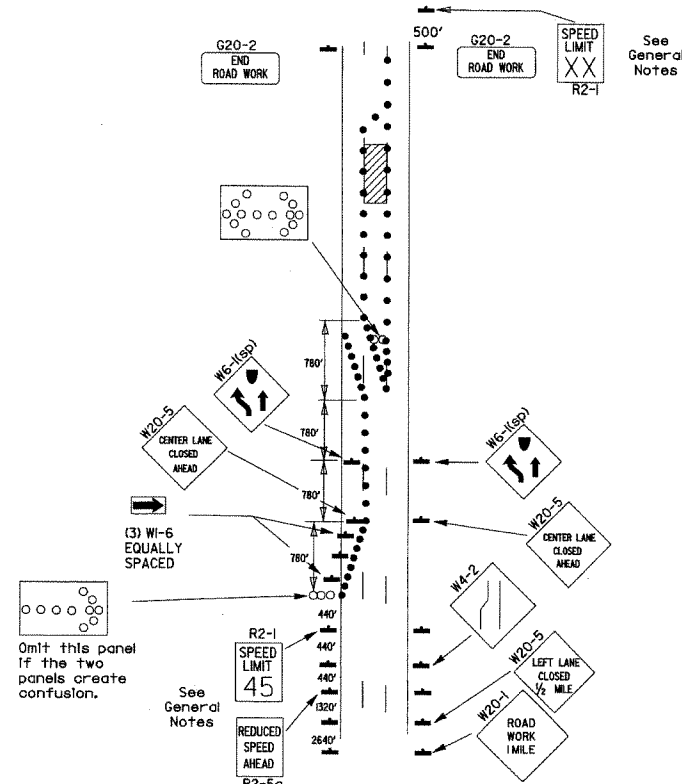 G20-2
END
ROAD WORK
500'
G20-2
END
ROAD WORK
SPEED
LIMIT
XX
R2-1
See
General
Notes
780'
W6-1(sp)
W20-5
CENTER LANE
CLOSED
AHEAD
780'
780'
W6-1(sp)
W20-5
CENTER LANE
CLOSED
AHEAD
(3) W1-6
EQUALLY
SPACED
780'
Omit this panel
if the two
panels create
confusion.
440'
R2-1
SPEED
LIMIT
45
440'
440'
See
General
Notes
1320'
REDUCED
SPEED
AHEAD
R2-5a
2640'
W4-2
W20-5
LEFT LANE
CLOSED
1/2 MILE
W20-1
ROAD
WORK
1 MILE